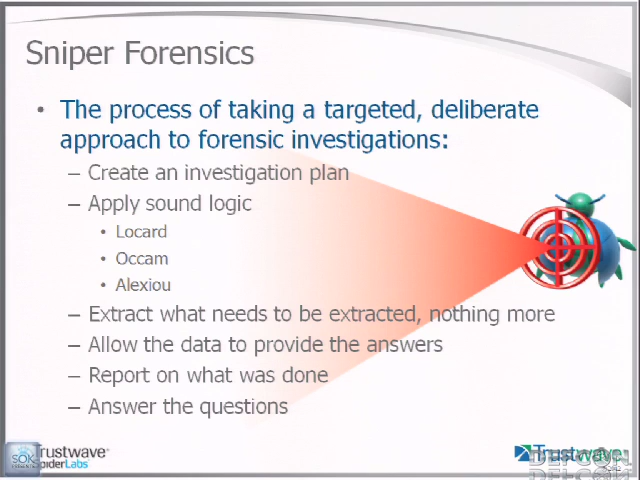 Sniper Forensics
• The process of taking a targeted, deliberate
approach to forensic investigations:
– Create an investigation plan
– Apply sound logic
• Locard
• Occam
• Alexiou
– Extract what needs to be extracted, nothing more
– Allow the data to provide the answers
– Report on what was done
– Answer the questions
SOK
Trustwave®
SpiderLabs
Trustwave
DEFCON